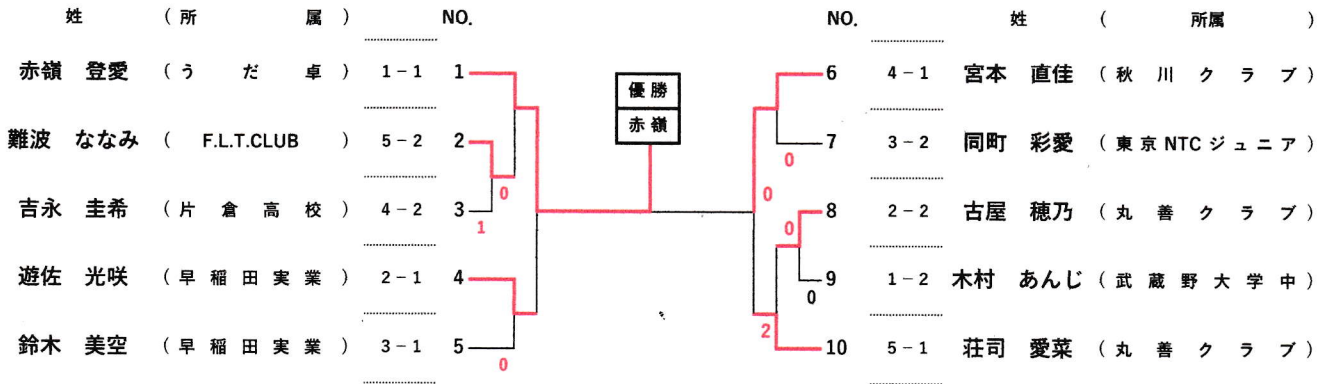 姓 (所 属) NO. NO. 姓 (所属)
赤嶺 登愛 (うだ卓) 1-1 1 6 4-1 宮本 直佳 (秋川クラブ)
優勝
赤嶺
難波 ななみ (F.L.T.CLUB) 5-2 2 7 3-2 同町 彩愛 (東京NTCジュニア)
0
0 0
吉永 圭希 (片倉高校) 4-2 3 8 2-2 古屋 穂乃 (丸善クラブ)
1 0
遊佐 光咲 (早稲田実業) 2-1 4 9 1-2 木村 あんじ (武蔵野大学中)
0
2
鈴木 美空 (早稲田実業) 3-1 5 10 5-1 荘司 愛菜 (丸善クラブ)
0